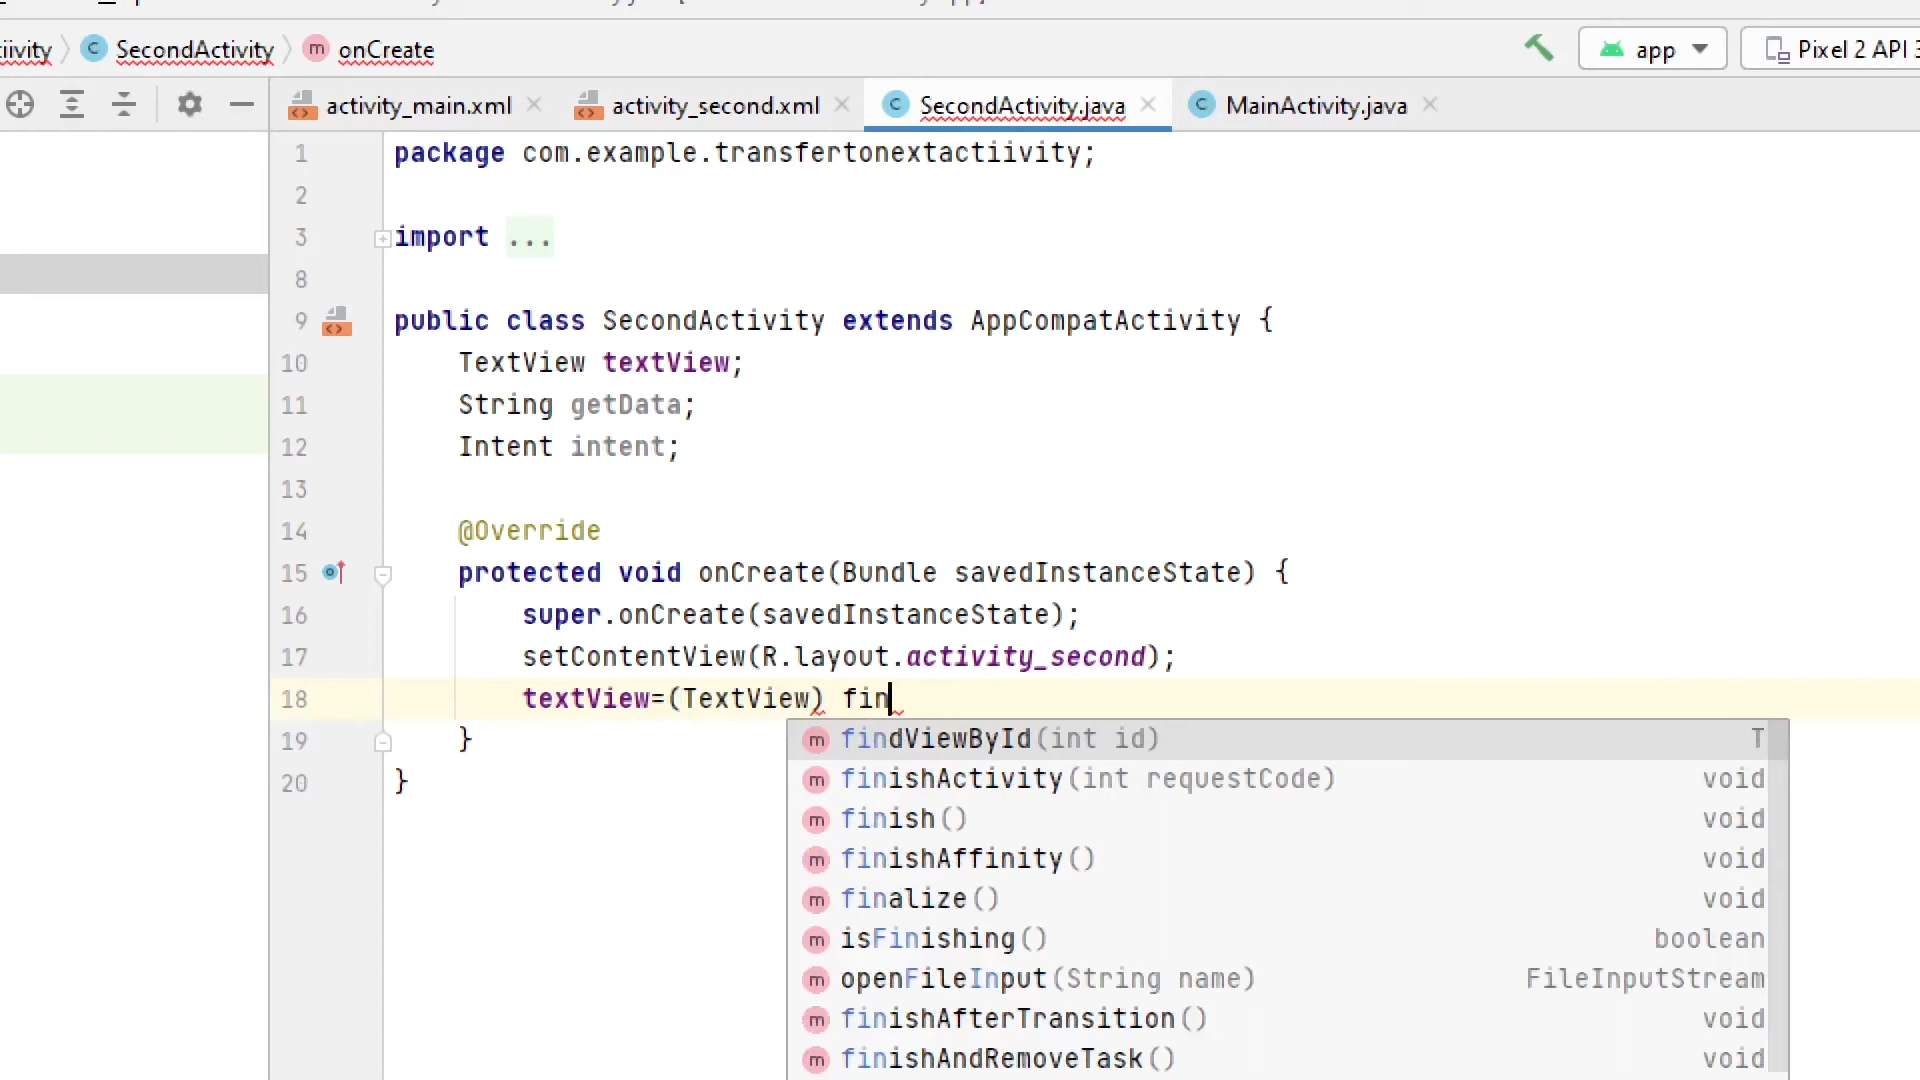 iivity SecondActivity m onCreate app Pixel 2 API 3
activity_main.xml C SecondActivity.java C MainActivity.java activity_second.xml
1 package com.example.transfertonextactiivity;
2
3 import ...
8
9 public class SecondActivity extends AppCompatActivity {
10 TextView textView;
11 String getData;
12 Intent intent;
13
14 @Override
15 protected void onCreate(Bundle savedInstanceState) {
16 super.onCreate(savedInstanceState);
17 setContentView(R.layout.activity_second);
18 textView=(TextView) fin
19 }
20 }
m findViewById(int id) T
m finishActivity(int requestCode) void
m finish() void
m finishAffinity() void
m finalize() void
m isFinishing() boolean
m openFileInput(String name) FileInputStream
m finishAfterTransition() void
m finishAndRemoveTask() void